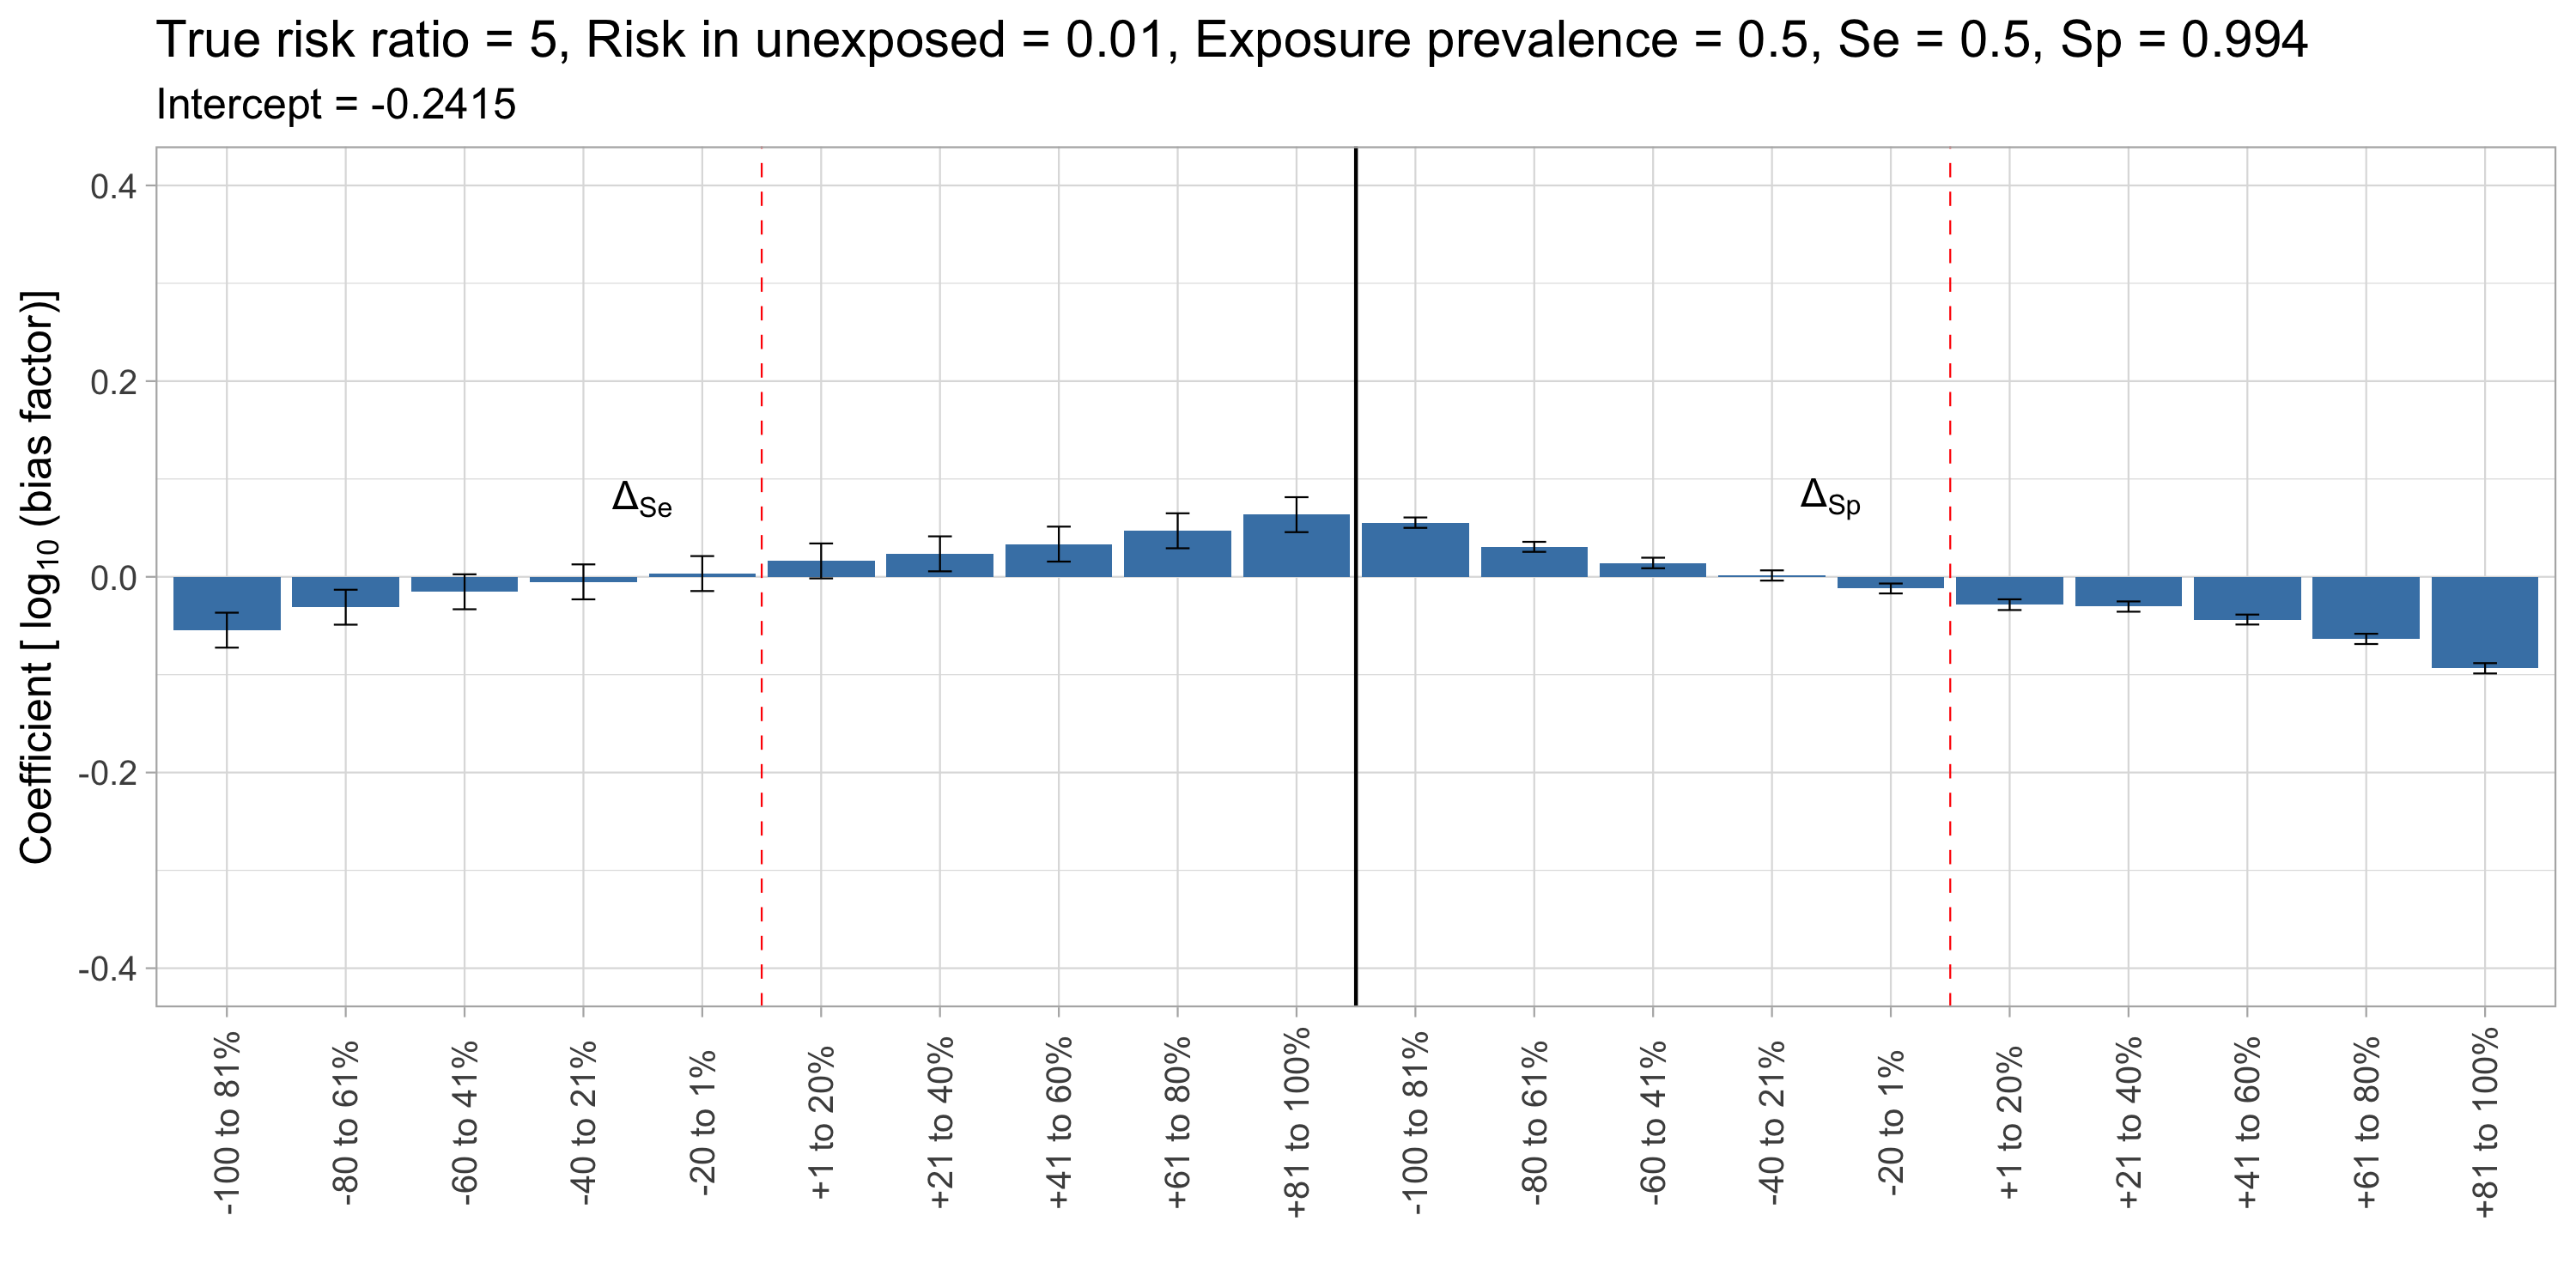 True risk ratio = 5, Risk in unexposed = 0.01, Exposure prevalence = 0.5, Se = 0.5, Sp = 0.994
Intercept = -0.2415
Coefficient [ log10 (bias factor)]
0.4
0.2
0.0
-0.2
-0.4
ΔSe
ΔSp
-100 to 81%
-80 to 61%
-60 to 41%
-40 to 21%
-20 to 1%
+1 to 20%
+21 to 40%
+41 to 60%
+61 to 80%
+81 to 100%
-100 to 81%
-80 to 61%
-60 to 41%
-40 to 21%
-20 to 1%
+1 to 20%
+21 to 40%
+41 to 60%
+61 to 80%
+81 to 100%